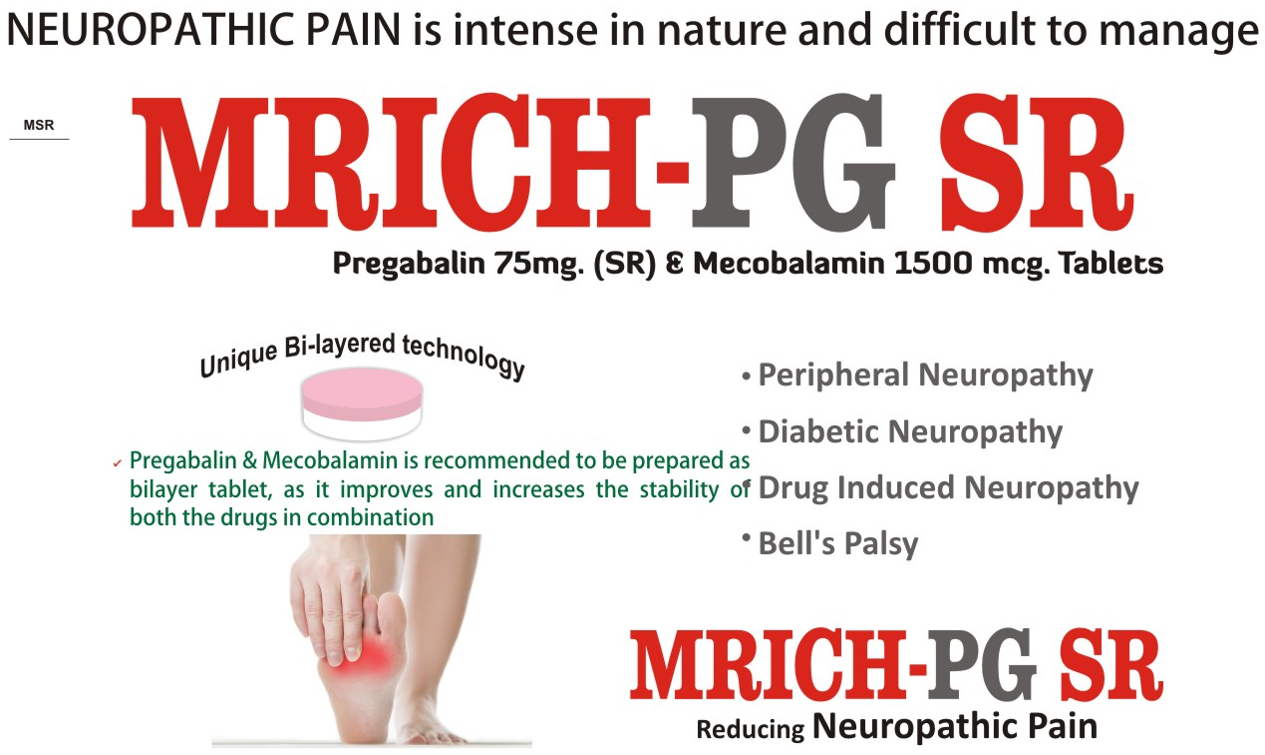 NEUROPATHIC PAIN is intense in nature and difficult to manage
MSR
MRICH-PG SR
Pregabalin 75mg. (SR) & Mecobalamin 1500 mcg. Tablets
Unique Bi-layered technology
✓ Pregabalin & Mecobalamin is recommended to be prepared as
bilayer tablet, as it improves and increases the stability of
both the drugs in combination
• Peripheral Neuropathy
• Diabetic Neuropathy
• Drug Induced Neuropathy
• Bell's Palsy
MRICH-PG SR
Reducing Neuropathic Pain